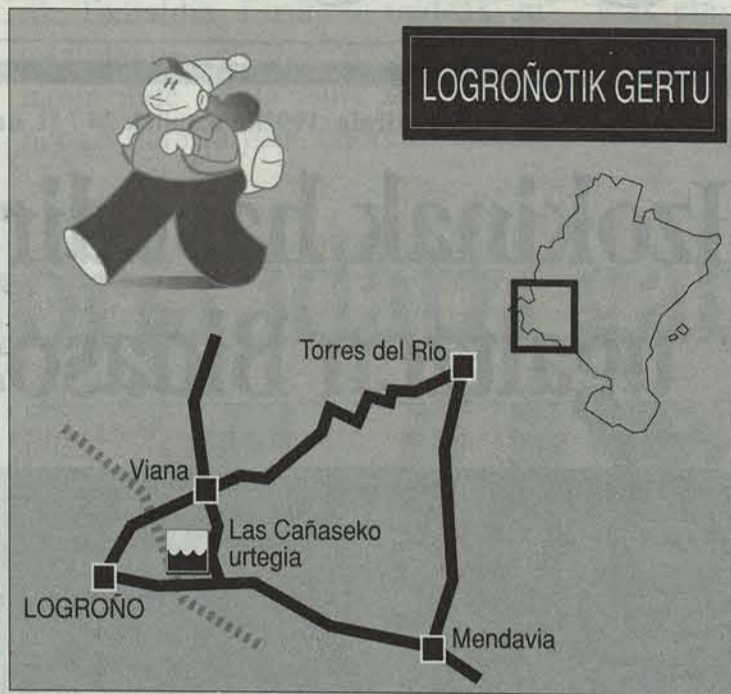 LOGROÑOTIK GERTU
Torres del Rio
Viana
Las Cañaseko
urtegia
LOGROÑO
Mendavia